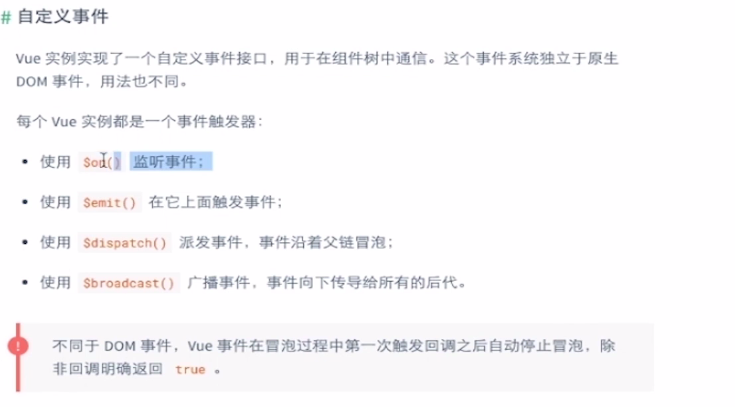 # 自定义事件
Vue 实例实现了一个自定义事件接口，用于在组件树中通信。这个事件系统独立于原生
DOM 事件，用法也不同。
每个 Vue 实例都是一个事件触发器：
• 使用 $on() 监听事件；
• 使用 $emit() 在它上面触发事件；
• 使用 $dispatch() 派发事件，事件沿着父链冒泡；
• 使用 $broadcast() 广播事件，事件向下传导给所有的后代。
! 不同于 DOM 事件，Vue 事件在冒泡过程中第一次触发回调之后自动停止冒泡，除
非回调明确返回 true 。